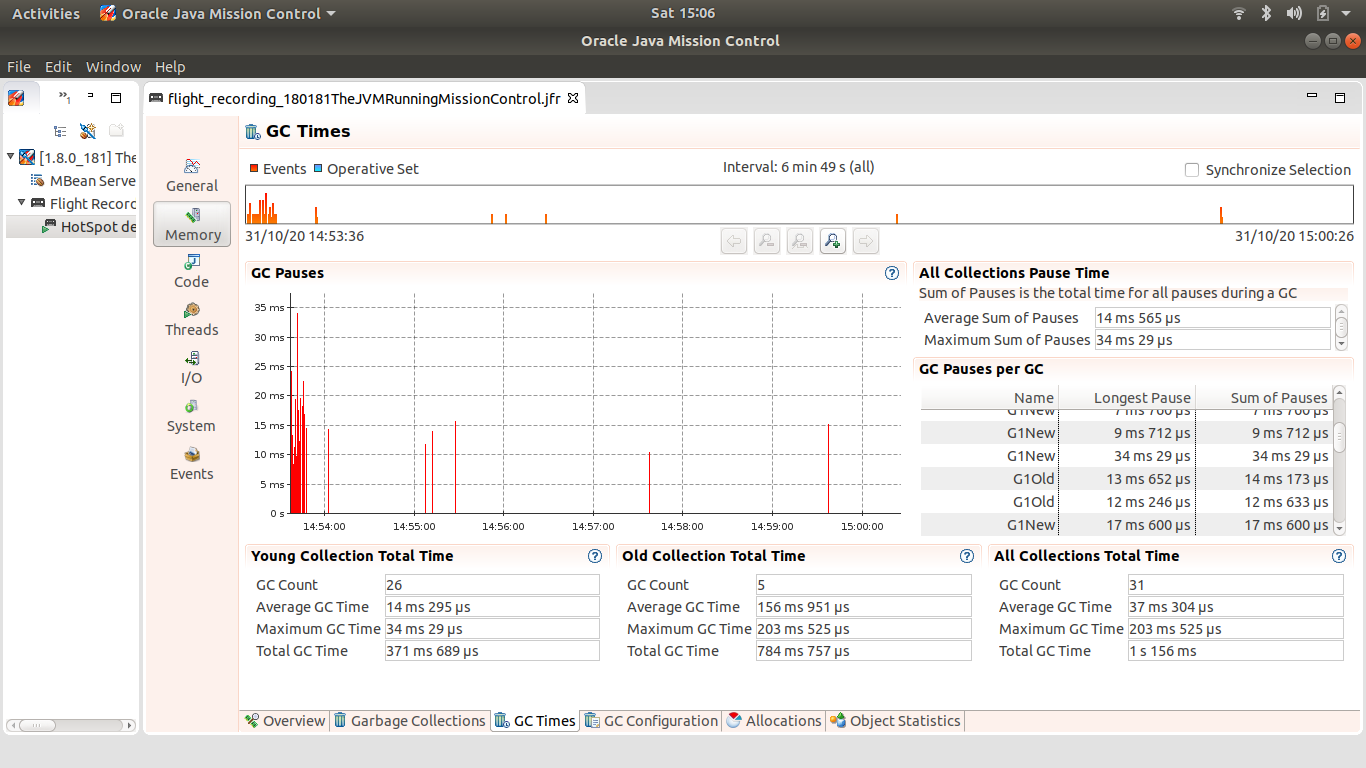 Activities Oracle Java Mission Control Sat 15:06
Oracle Java Mission Control
File Edit Window Help
»1
flight_recording_180181TheJVMRunningMissionControl.jfr
[1.8.0_181] The
MBean Serve
Flight Record
HotSpot de
General
Memory
Code
Threads
I/O
System
Events
GC Times
Events Operative Set Interval: 6 min 49 s (all) Synchronize Selection
31/10/20 14:53:36 31/10/20 15:00:26
GC Pauses
35 ms
30 ms
25 ms
20 ms
15 ms
10 ms
5 ms
0 s
14:54:00 14:55:00 14:56:00 14:57:00 14:58:00 14:59:00 15:00:00
All Collections Pause Time
Sum of Pauses is the total time for all pauses during a GC
Average Sum of Pauses 14 ms 565 µs
Maximum Sum of Pauses 34 ms 29 µs
GC Pauses per GC
Name Longest Pause Sum of Pauses
G1New 7 ms 700 µs 7 ms 700 µs
G1New 9 ms 712 µs 9 ms 712 µs
G1New 34 ms 29 µs 34 ms 29 µs
G1Old 13 ms 652 µs 14 ms 173 µs
G1Old 12 ms 246 µs 12 ms 633 µs
G1New 17 ms 600 µs 17 ms 600 µs
Young Collection Total Time
GC Count 26
Average GC Time 14 ms 295 µs
Maximum GC Time 34 ms 29 µs
Total GC Time 371 ms 689 µs
Old Collection Total Time
GC Count 5
Average GC Time 156 ms 951 µs
Maximum GC Time 203 ms 525 µs
Total GC Time 784 ms 757 µs
All Collections Total Time
GC Count 31
Average GC Time 37 ms 304 µs
Maximum GC Time 203 ms 525 µs
Total GC Time 1 s 156 ms
Overview Garbage Collections GC Times GC Configuration Allocations Object Statistics